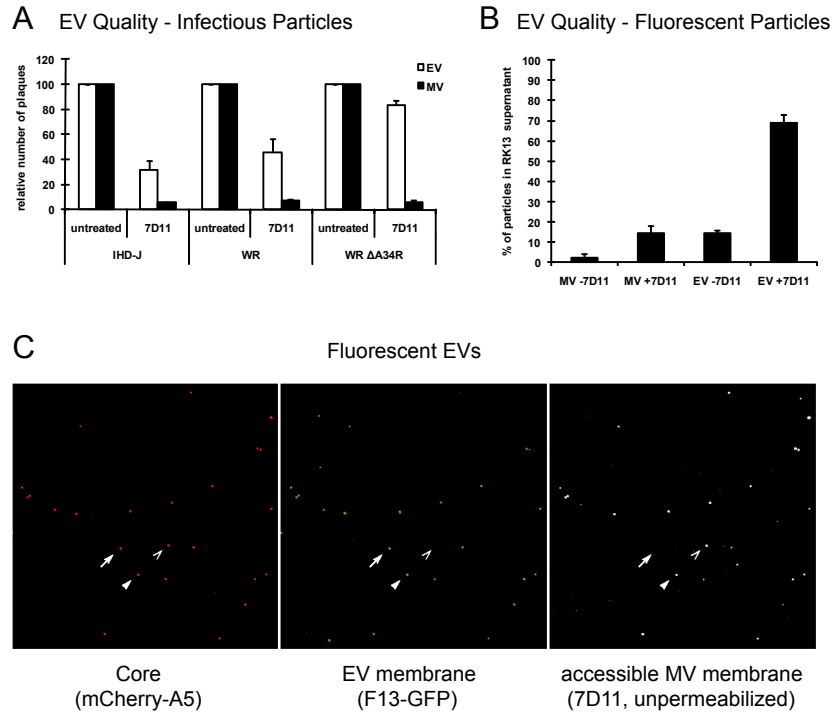 A EV Quality - Infectious Particles
relative number of plaques
120
100
80
60
40
20
0
EV
MV
untreated 7D11 untreated 7D11 untreated 7D11
IHD-J WR WR ΔA34R
B EV Quality - Fluorescent Particles
% of particles in RK13 supernatant
100
90
80
70
60
50
40
30
20
10
0
MV -7D11 MV +7D11 EV -7D11 EV +7D11
C Fluorescent EVs
Core EV membrane accessible MV membrane
(mCherry-A5) (F13-GFP) (7D11, unpermeabilized)